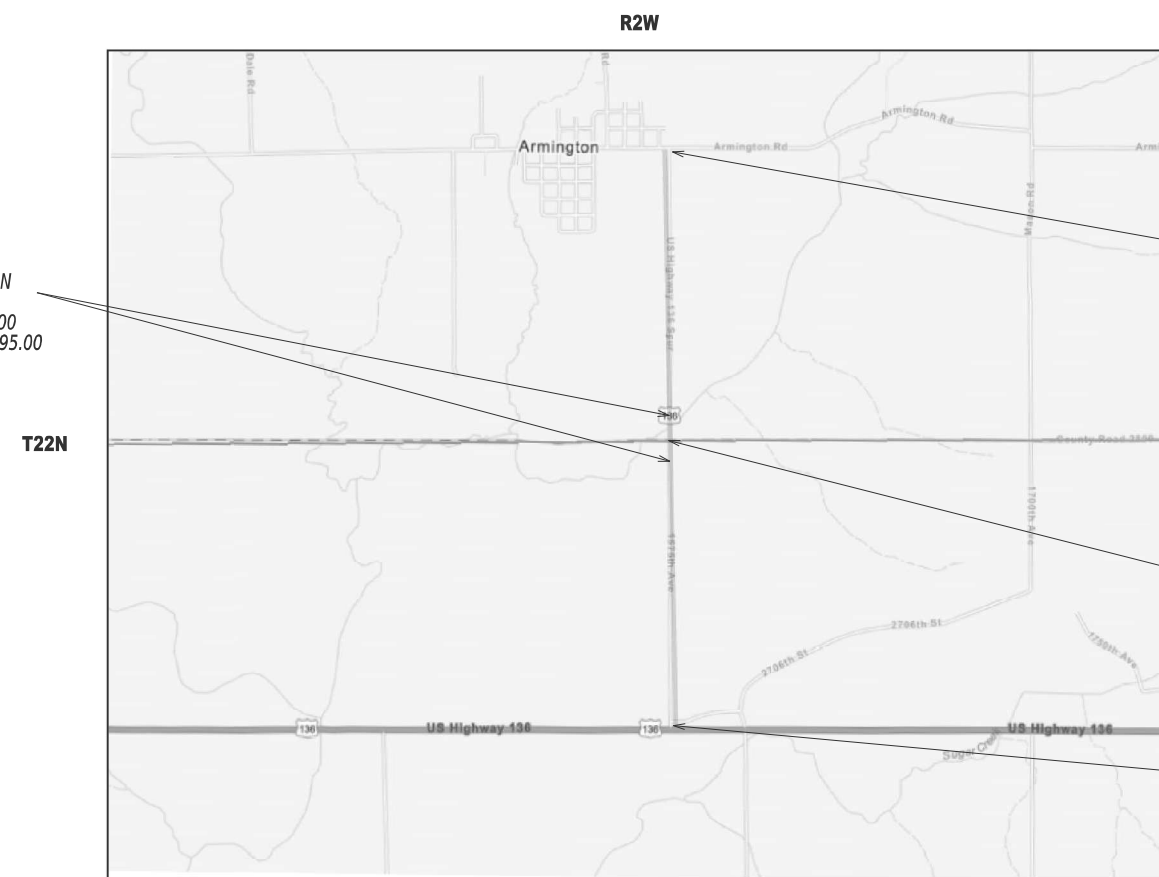 R2W
Dale Rd
Rd
Armington Rd
Armington
Armington Rd
Arm
Mason Rd
US Highway 136 Spur
N
00
95.00
136
T22N
County Road 2800
1700th Ave
1675th Ave
2706th St
2706th St
1750th Ave
136
US Highway 136
136
US Highway 136
Sugar Creek